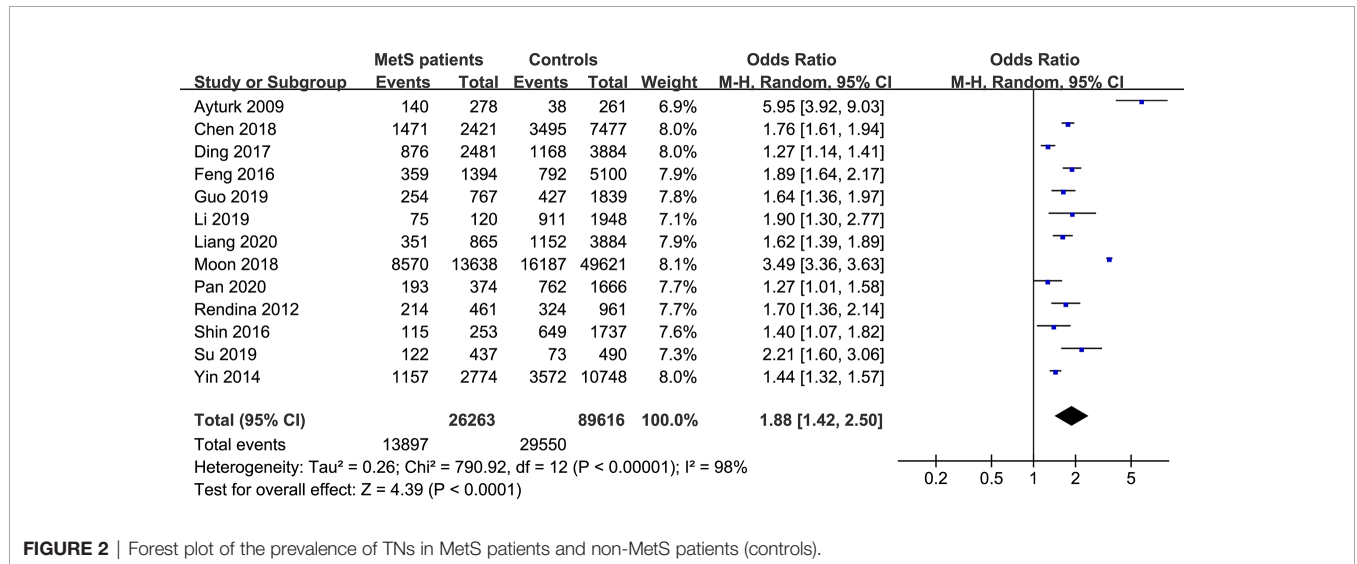 MetS patients Controls Odds Ratio Odds Ratio
Study or Subgroup Events Total Events Total Weight M-H, Random, 95% CI M-H, Random, 95% CI
Ayturk 2009 140 278 38 261 6.9% 5.95 [3.92, 9.03]
Chen 2018 1471 2421 3495 7477 8.0% 1.76 [1.61, 1.94]
Ding 2017 876 2481 1168 3884 8.0% 1.27 [1.14, 1.41]
Feng 2016 359 1394 792 5100 7.9% 1.89 [1.64, 2.17]
Guo 2019 254 767 427 1839 7.8% 1.64 [1.36, 1.97]
Li 2019 75 120 911 1948 7.1% 1.90 [1.30, 2.77]
Liang 2020 351 865 1152 3884 7.9% 1.62 [1.39, 1.89]
Moon 2018 8570 13638 16187 49621 8.1% 3.49 [3.36, 3.63]
Pan 2020 193 374 762 1666 7.7% 1.27 [1.01, 1.58]
Rendina 2012 214 461 324 961 7.7% 1.70 [1.36, 2.14]
Shin 2016 115 253 649 1737 7.6% 1.40 [1.07, 1.82]
Su 2019 122 437 73 490 7.3% 2.21 [1.60, 3.06]
Yin 2014 1157 2774 3572 10748 8.0% 1.44 [1.32, 1.57]
Total (95% CI) 26263 89616 100.0% 1.88 [1.42, 2.50]
Total events 13897 29550
Heterogeneity: Tau² = 0.26; Chi² = 790.92, df = 12 (P < 0.00001); I² = 98%
Test for overall effect: Z = 4.39 (P < 0.0001)
0.2 0.5 1 2 5
FIGURE 2 | Forest plot of the prevalence of TNs in MetS patients and non-MetS patients (controls).